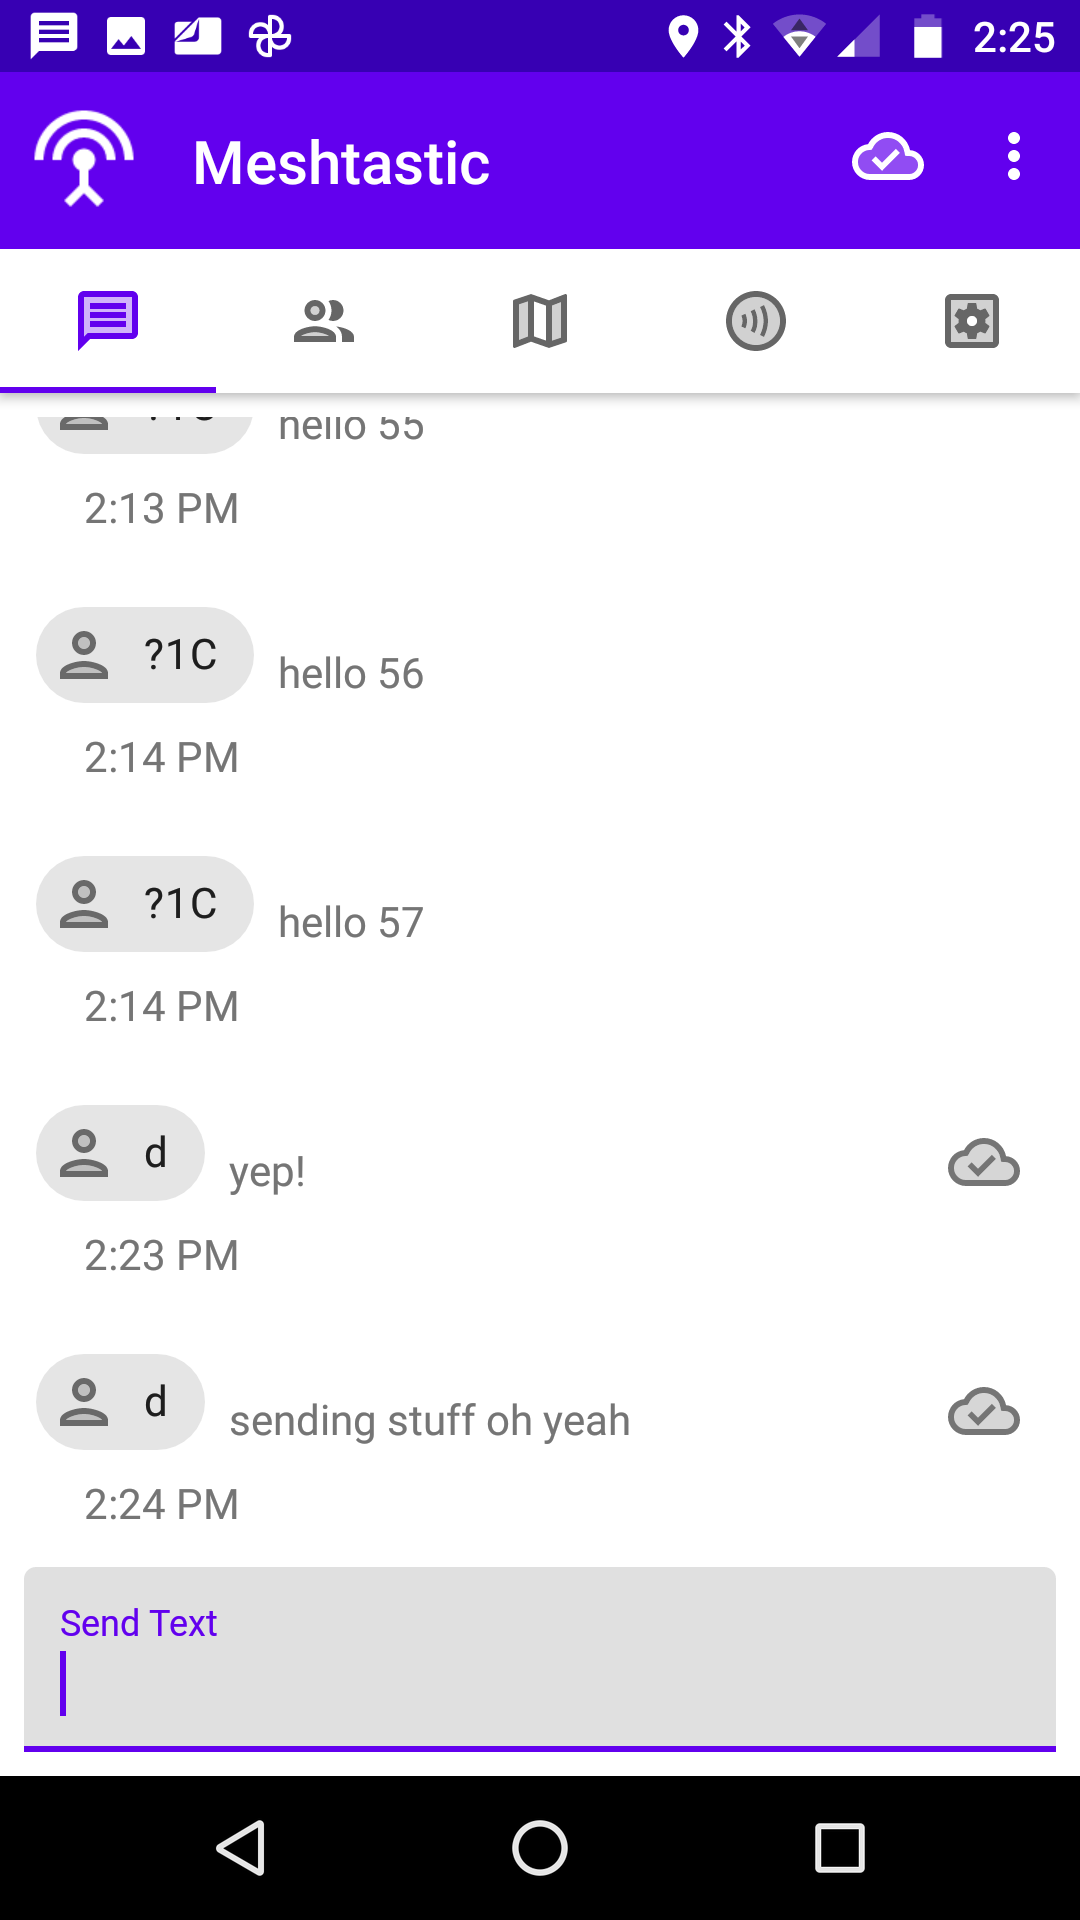 2:25
Meshtastic
hello 55
2:13 PM
?1C
hello 56
2:14 PM
?1C
hello 57
2:14 PM
d
yep!
2:23 PM
d
sending stuff oh yeah
2:24 PM
Send Text